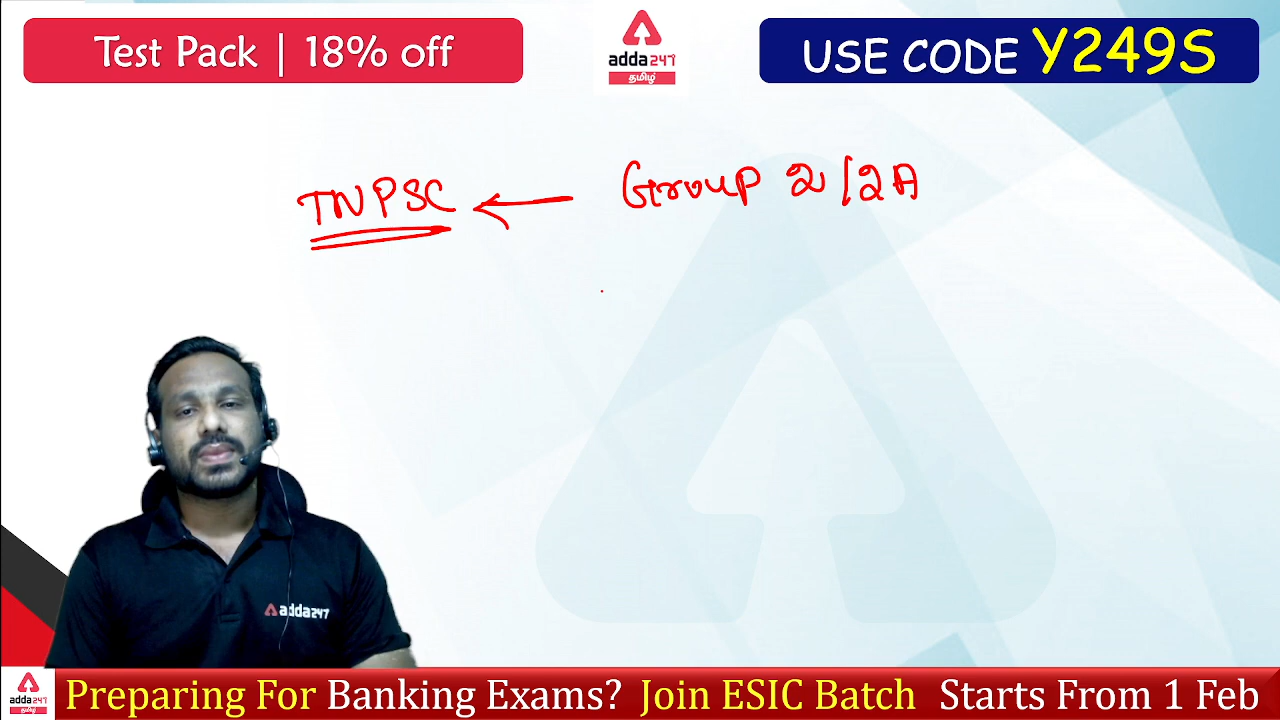 Test Pack | 18% off
adda247
தமிழ்
USE CODE Y249S
TNPSC ← Group 2/2A
adda247
adda247
தமிழ்
Preparing For Banking Exams? Join ESIC Batch Starts From 1 Feb